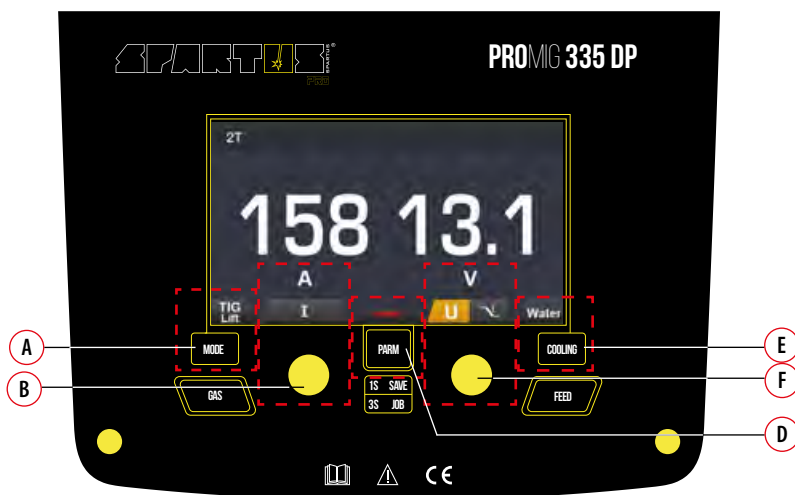 SPARTUS®
SPARTUS
PRO
PROMIG 335 DP
2T
158 13.1
A V
TIG
Lift
I
U
Water
MODE
PARM
COOLING
GAS
1S SAVE
3S JOB
FEED
A
B
E
F
D
CE